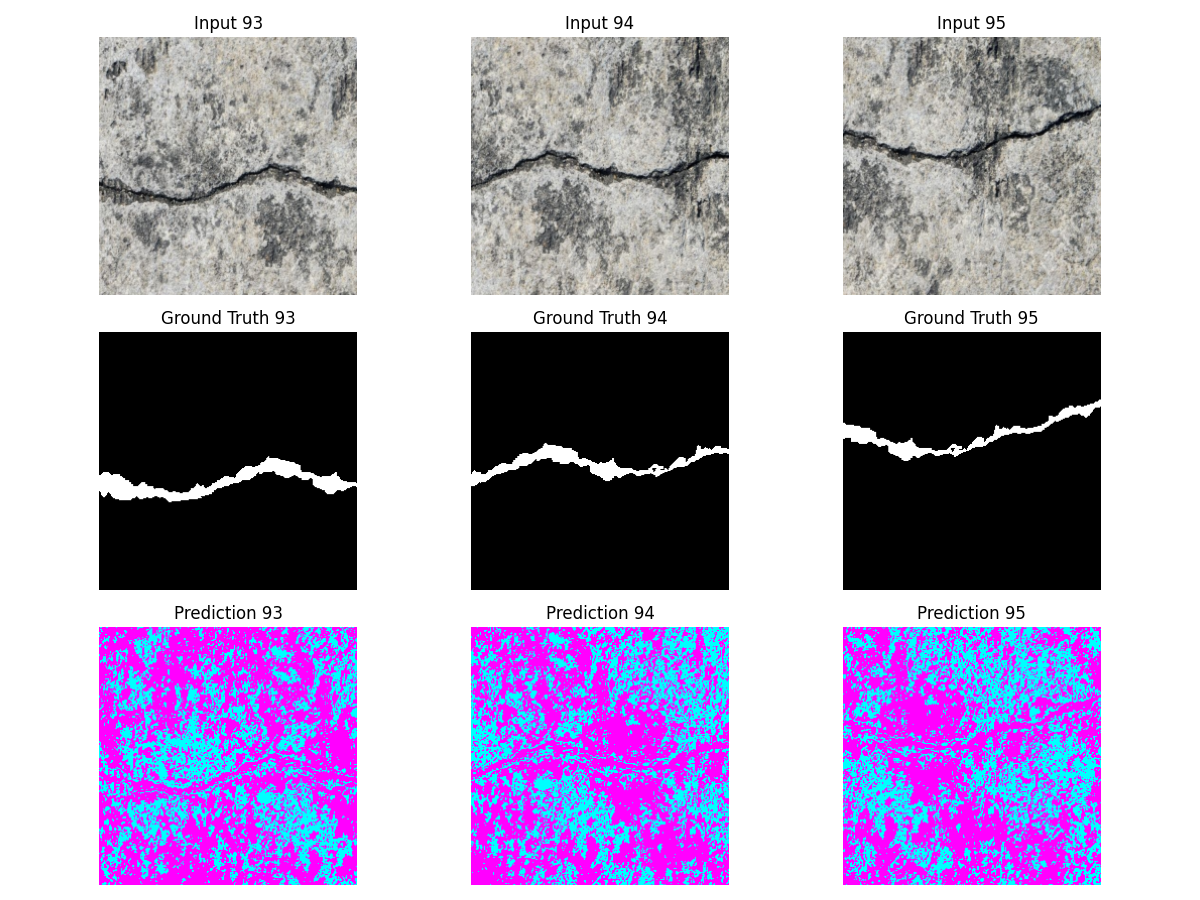 Input 93
Input 94
Input 95
Ground Truth 93
Ground Truth 94
Ground Truth 95
Prediction 93
Prediction 94
Prediction 95